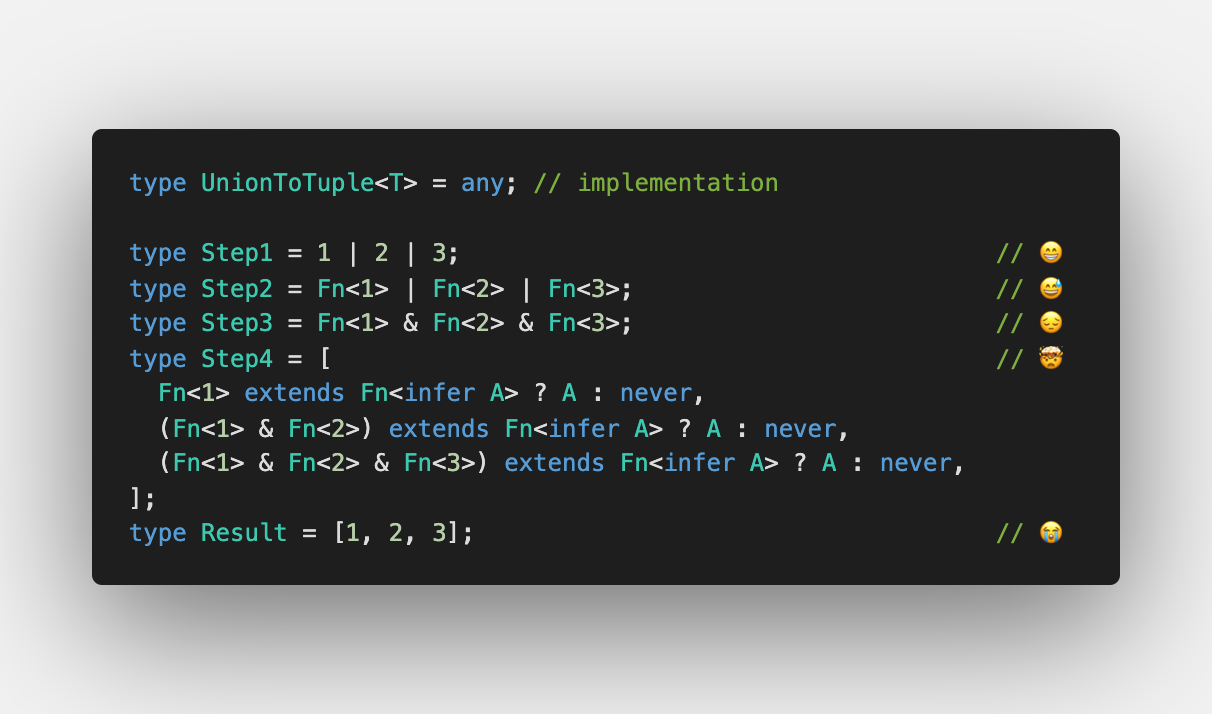 type UnionToTuple<T> = any; // implementation

type Step1 = 1 | 2 | 3; // 😁
type Step2 = Fn<1> | Fn<2> | Fn<3>; // 😅
type Step3 = Fn<1> & Fn<2> & Fn<3>; // 😔
type Step4 = [ // 🤯
  Fn<1> extends Fn<infer A> ? A : never,
  (Fn<1> & Fn<2>) extends Fn<infer A> ? A : never,
  (Fn<1> & Fn<2> & Fn<3>) extends Fn<infer A> ? A : never,
];
type Result = [1, 2, 3]; // 😭